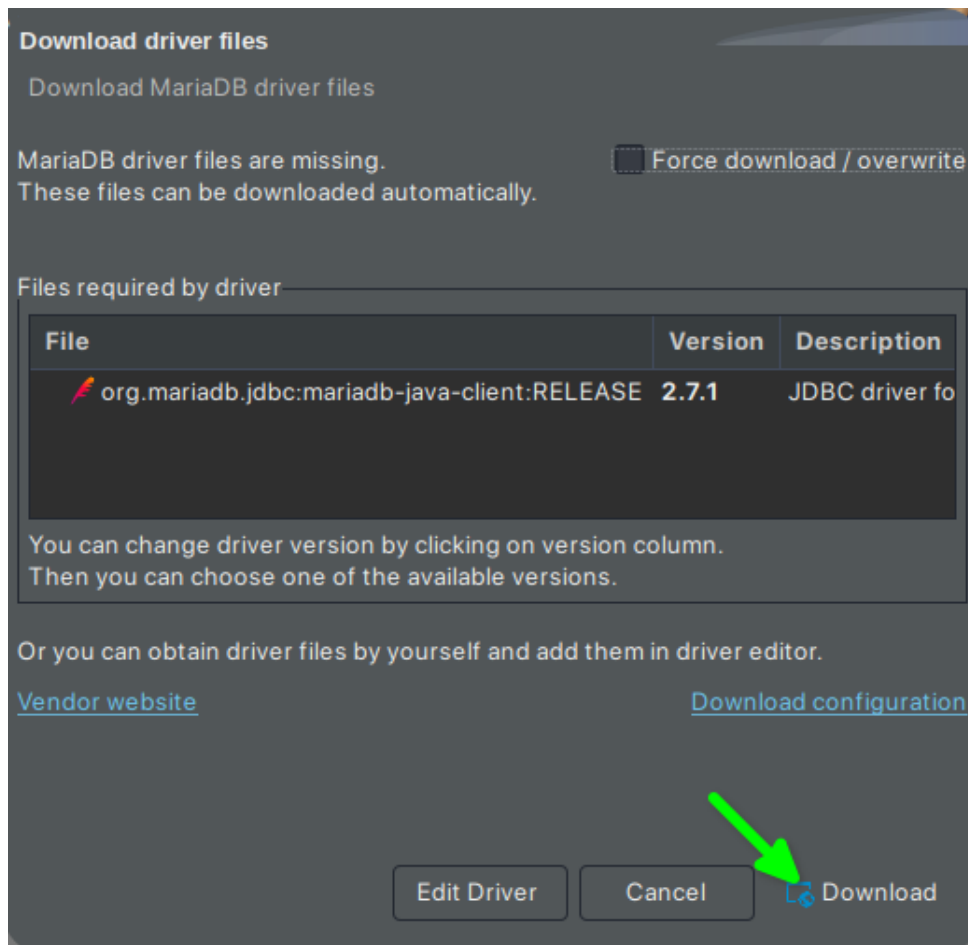 Download driver files
Download MariaDB driver files
MariaDB driver files are missing.
Force download / overwrite
These files can be downloaded automatically.
Files required by driver
File Version Description
org.mariadb.jdbc:mariadb-java-client:RELEASE 2.7.1 JDBC driver fo
You can change driver version by clicking on version column.
Then you can choose one of the available versions.
Or you can obtain driver files by yourself and add them in driver editor.
Vendor website Download configuration
Edit Driver Cancel Download